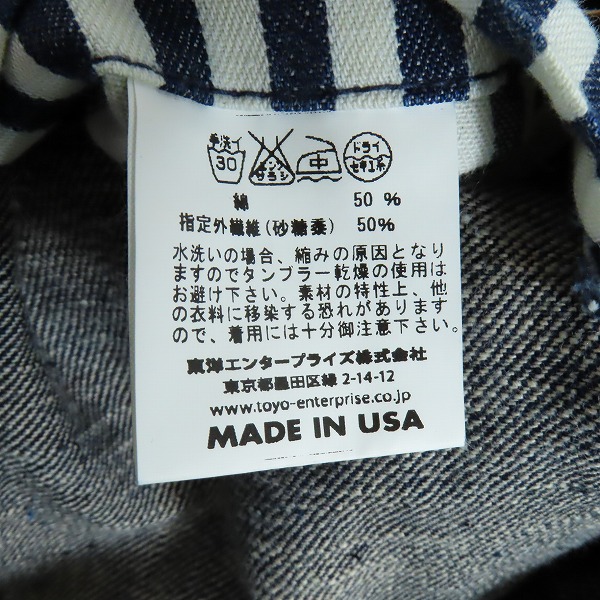 手洗イ 30 エンソサラシ 中 ドライ セキユ系
綿 50 %
指定外繊維(砂糖黍) 50%
水洗いの場合、縮みの原因となり
ますのでタンブラー乾燥の使用は
お避け下さい。素材の特性上、他
の衣料に移染する恐れがあります
ので、着用には十分御注意下さい。
東洋エンタープライズ株式会社
東京都墨田区緑 2-14-12
www.toyo-enterprise.co.jp
MADE IN USA